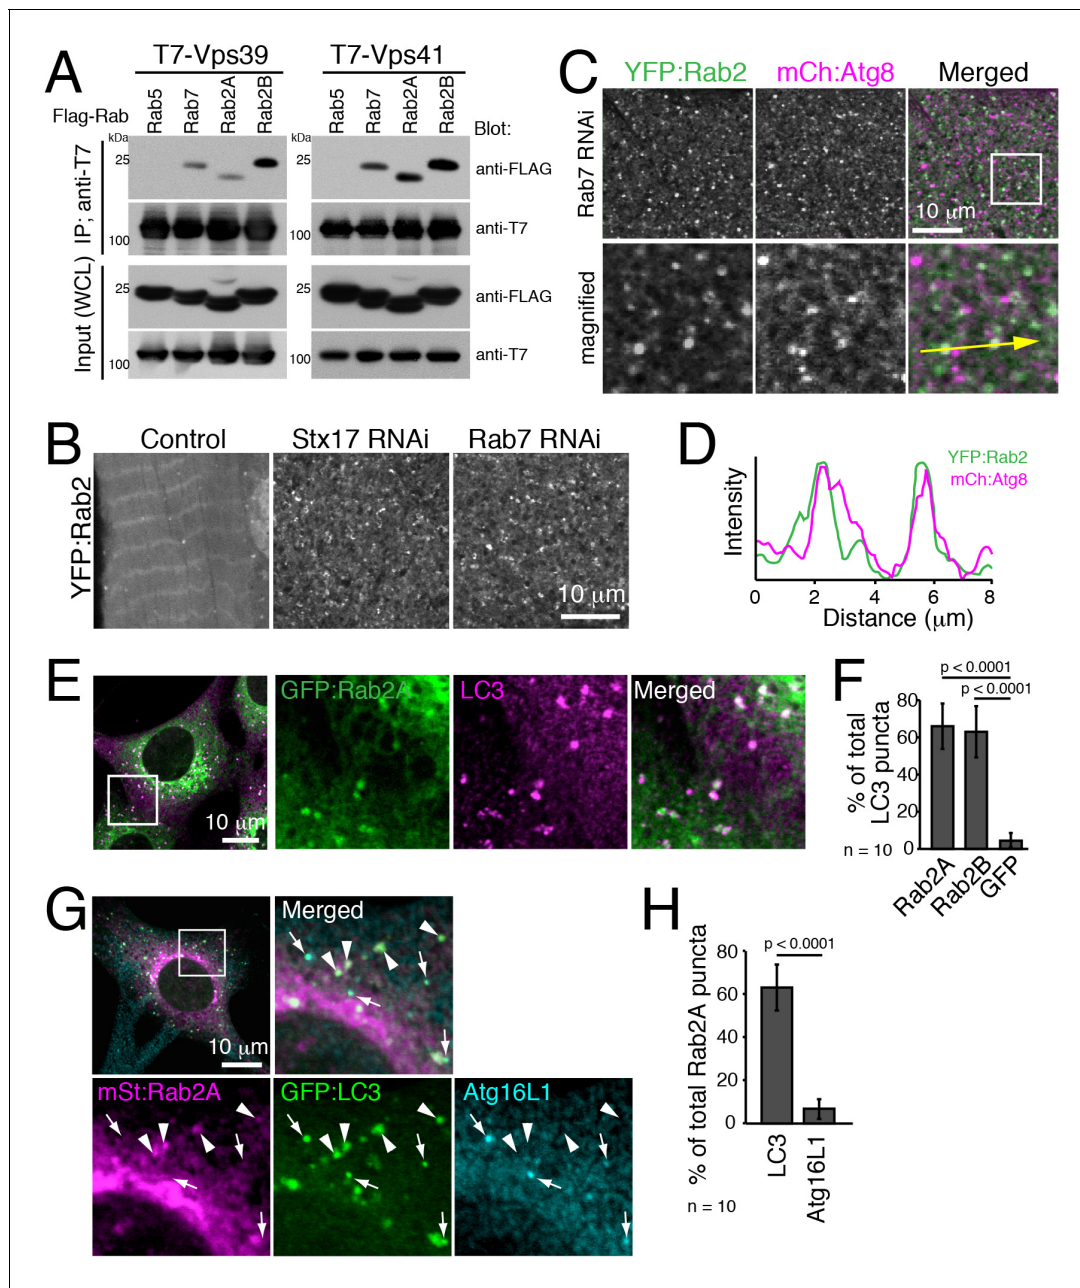 A
T7-Vps39
T7-Vps41
Flag-Rab
Rab5
Rab7
Rab2A
Rab2B
Rab5
Rab7
Rab2A
Rab2B
Blot:
kDa
kDa
IP; anti-T7
25
25
anti-FLAG
100
100
anti-T7
Input (WCL)
25
25
anti-FLAG
100
100
anti-T7
C
YFP:Rab2
mCh:Atg8
Merged
Rab7 RNAi
10 μm
magnified
B
Control
Stx17 RNAi
Rab7 RNAi
YFP:Rab2
10 μm
D
YFP:Rab2
mCh:Atg8
Intensity
0 2 4 6 8
Distance (μm)
E
GFP:Rab2A
LC3
Merged
10 μm
F
p < 0.0001
p < 0.0001
% of total
LC3 puncta
80
60
40
20
0
n = 10
Rab2A
Rab2B
GFP
G
Merged
10 μm
mSt:Rab2A
GFP:LC3
Atg16L1
H
p < 0.0001
% of total Rab2A puncta
80
60
40
20
0
LC3
Atg16L1
n = 10